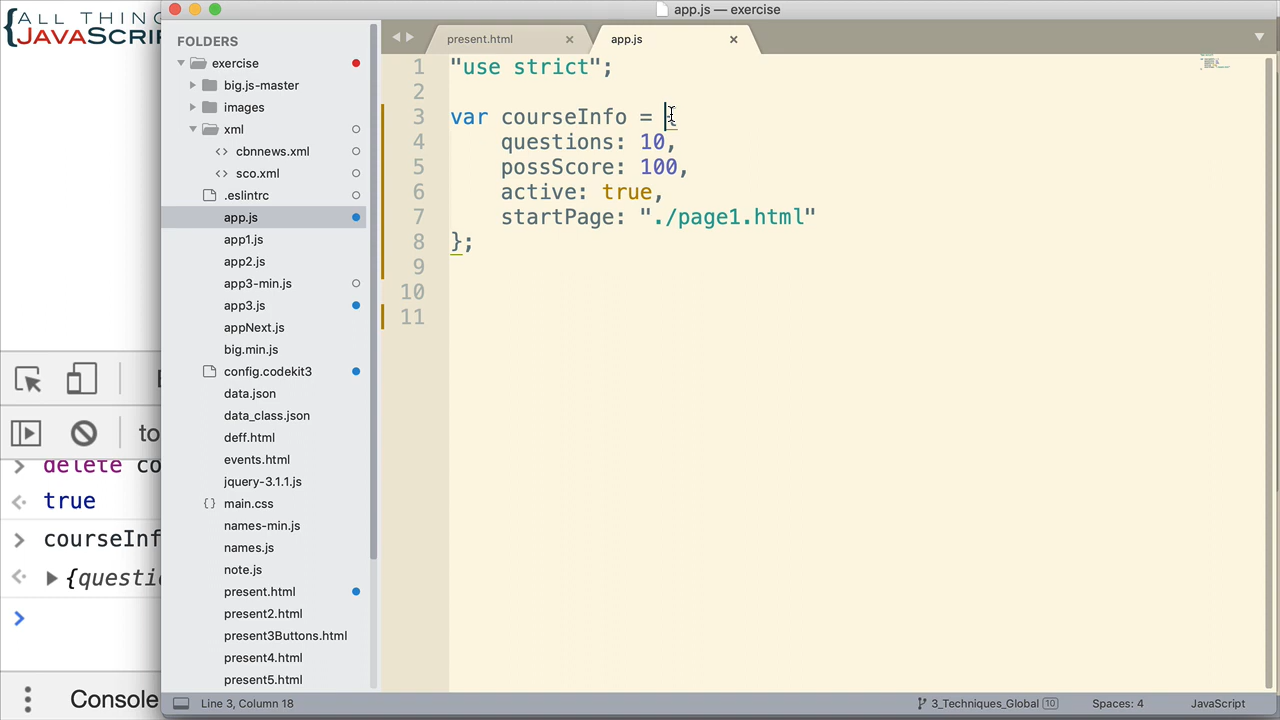 {ALL THIN
JAVASCRI
app.js — exercise
FOLDERS
exercise
big.js-master
images
xml
<> cbnnews.xml
<> sco.xml
.eslintrc
app.js
app1.js
app2.js
app3-min.js
app3.js
appNext.js
big.min.js
config.codekit3
data.json
data_class.json
deff.html
events.html
jquery-3.1.1.js
{} main.css
names-min.js
names.js
note.js
present.html
present2.html
present3Buttons.html
present4.html
present5.html
present.html ×
app.js ×
1 "use strict";
2
3 var courseInfo = {
4 questions: 10,
5 possScore: 100,
6 active: true,
7 startPage: "./page1.html"
8 };
9
10
11
to
> delete co
true
> courseInf
{questio
>
Console
Line 3, Column 18
3_Techniques_Global 10
Spaces: 4
JavaScript